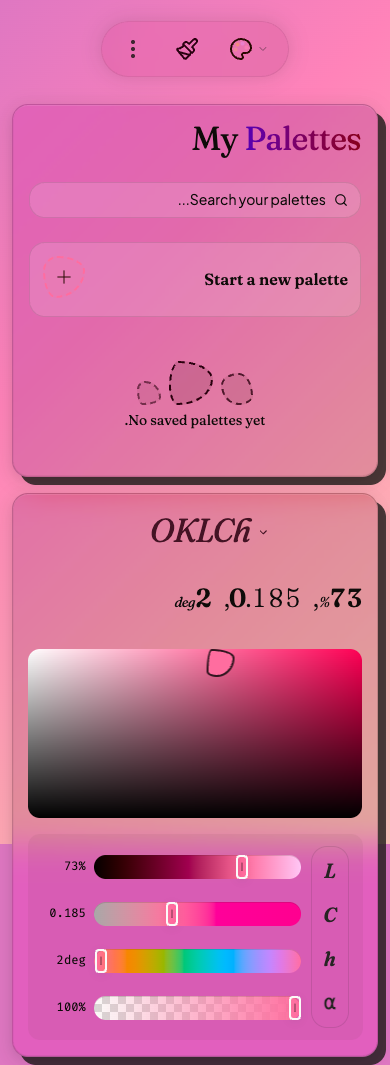 My Palettes
...Search your palettes
Start a new palette
.No saved palettes yet
OKLCh
deg2 ,0.185 ,%73
73% L
0.185 C
2deg h
100% α